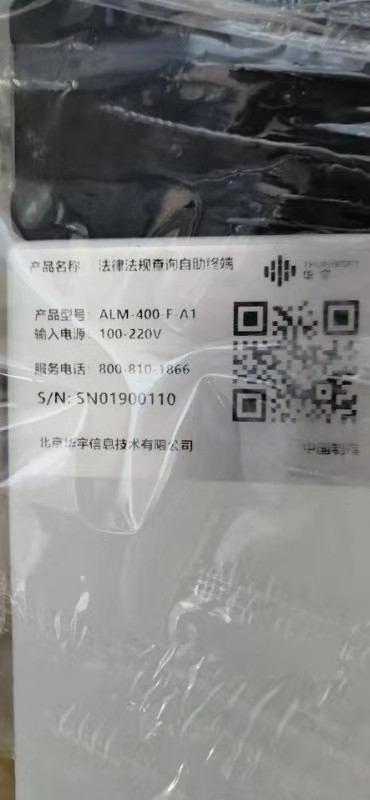 产品名称 法律法规查询自助终端
华宇
产品型号: ALM-400-F-A1
输入电源: 100-220V
服务电话: 800-810-1866
S/N: SN01900110
北京华宇信息技术有限公司
中国制造